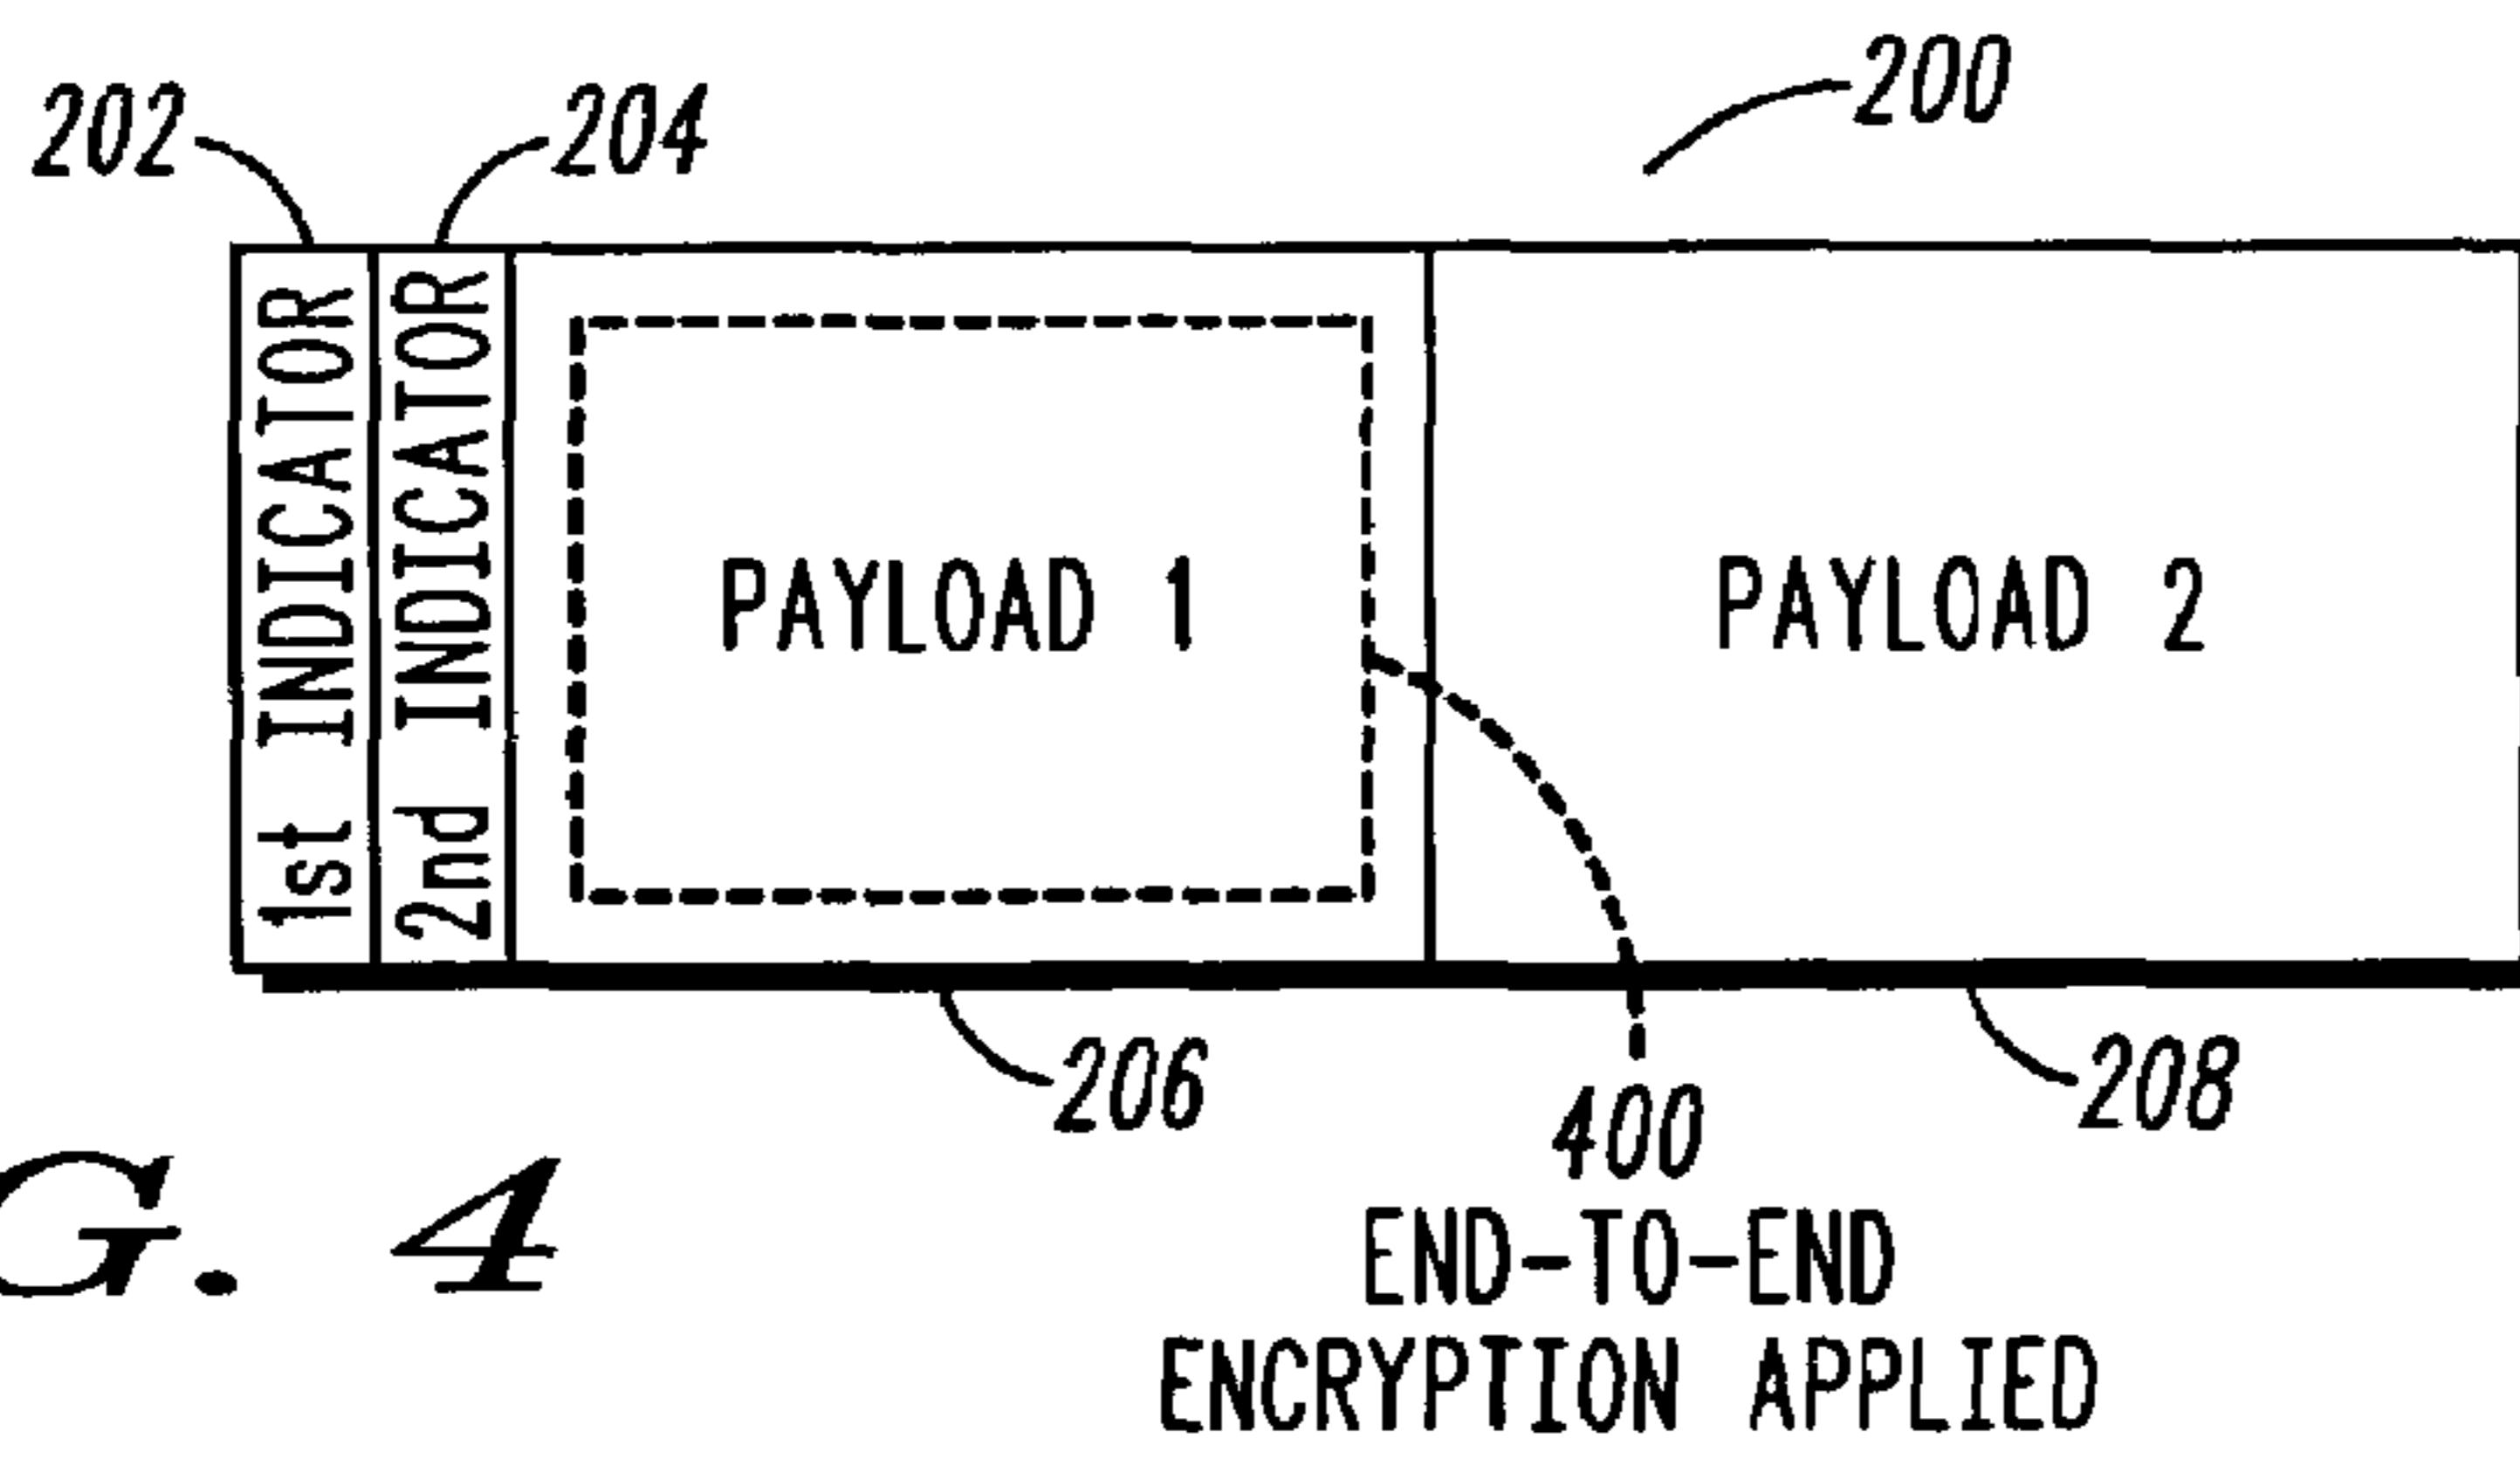 200
202
204
1st INDICATOR
2nd INDICATOR
PAYLOAD 1
PAYLOAD 2
206
208
400
END-TO-END
ENCRYPTION APPLIED
G. 4